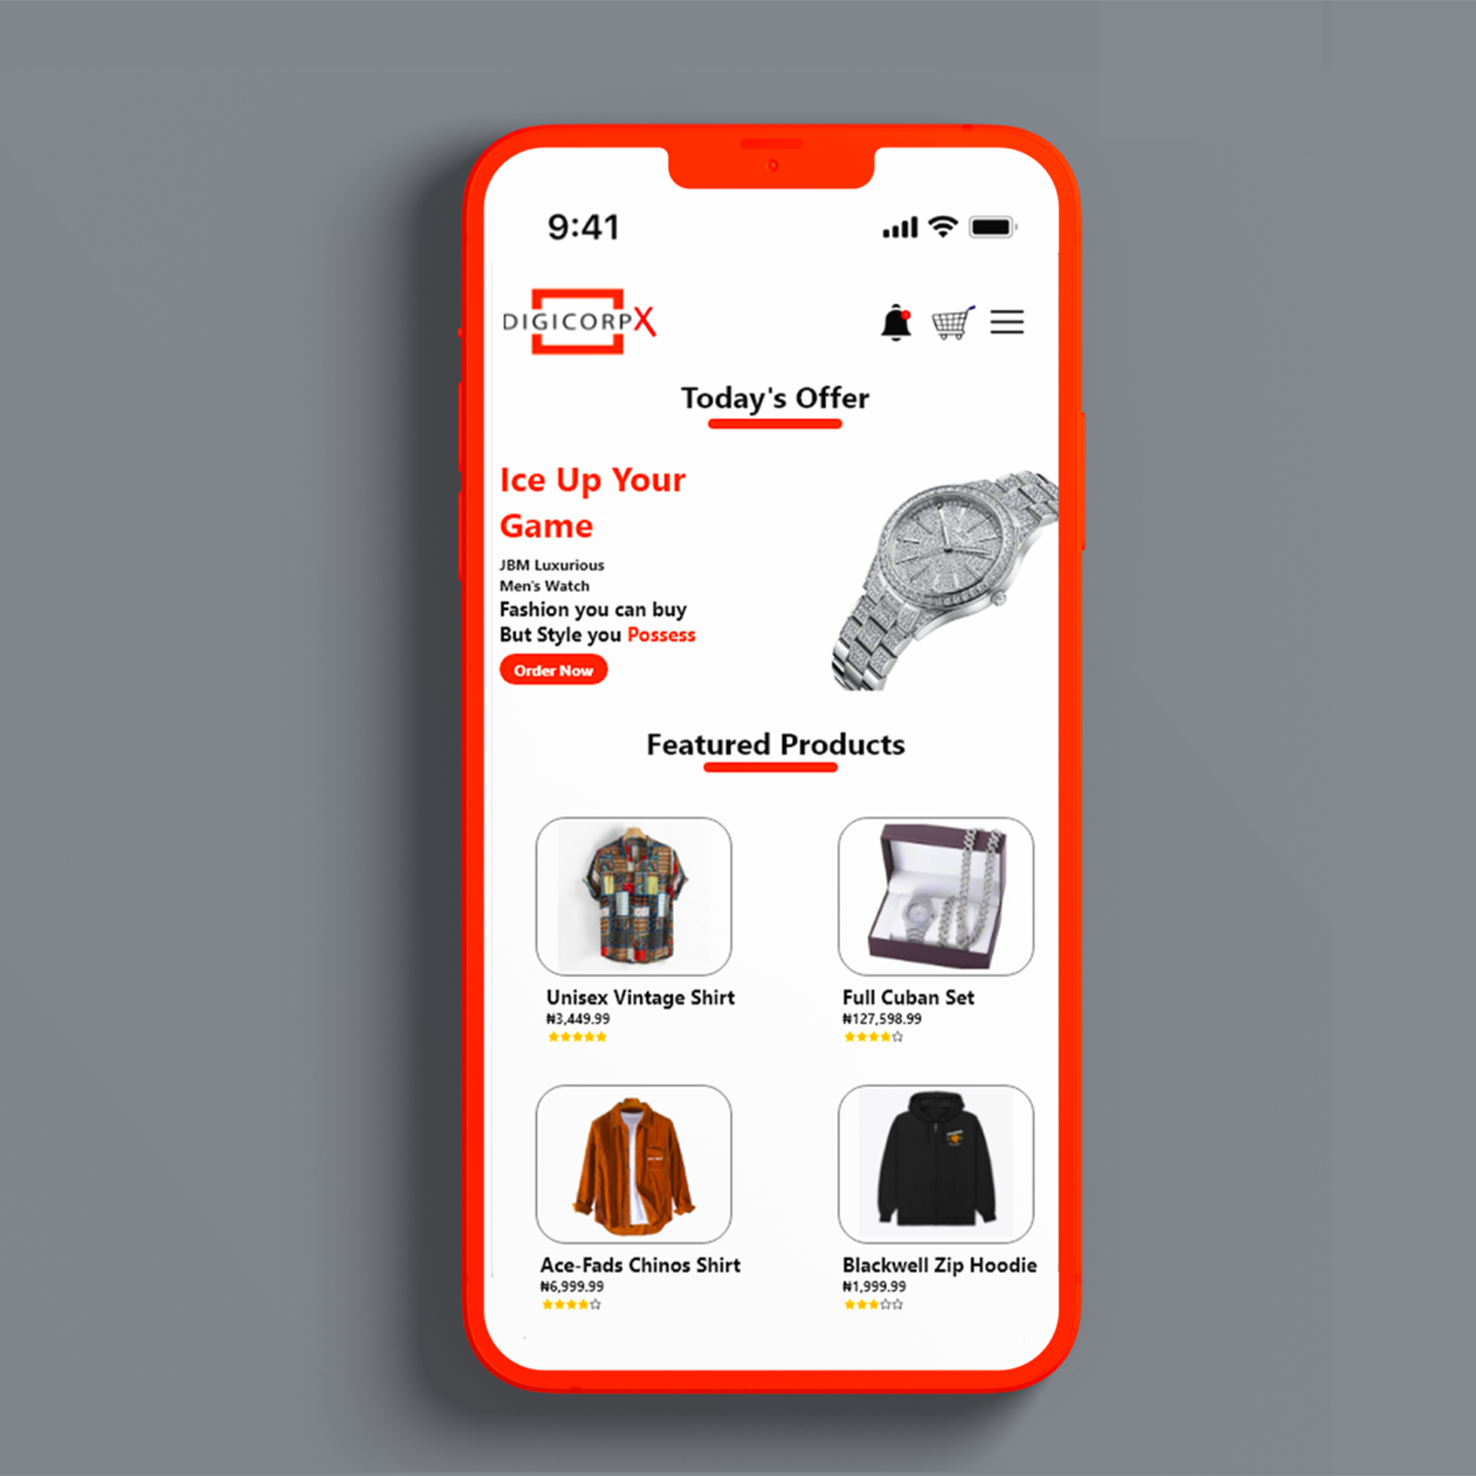 9:41
DIGICORPX
Today's Offer
Ice Up Your
Game
JBM Luxurious
Men's Watch
Fashion you can buy
But Style you Possess
Order Now
Featured Products
Unisex Vintage Shirt
₦3,449.99
Full Cuban Set
₦127,598.99
Ace-Fads Chinos Shirt
₦6,999.99
Blackwell Zip Hoodie
₦1,999.99